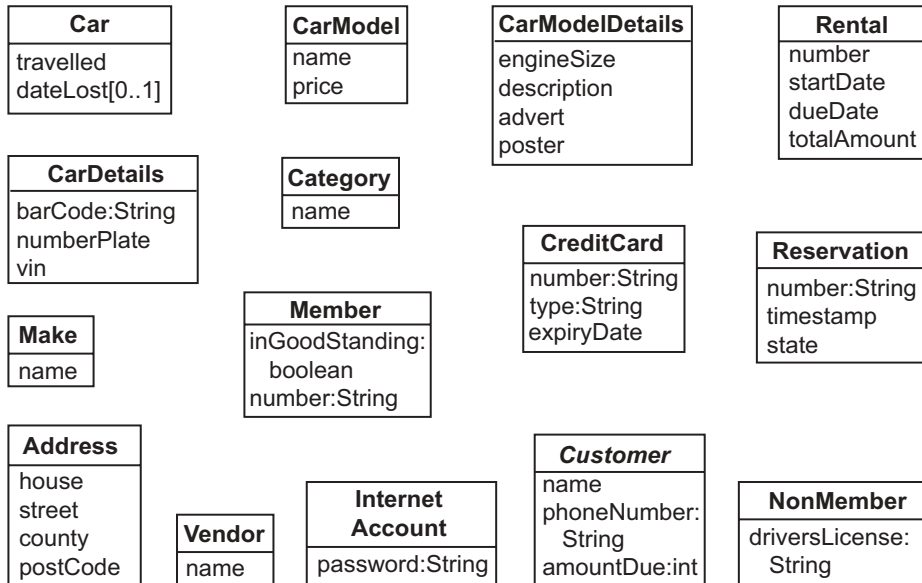 Car
travelled
dateLost[0..1]
CarModel
name
price
CarModelDetails
engineSize
description
advert
poster
Rental
number
startDate
dueDate
totalAmount
CarDetails
barCode:String
numberPlate
vin
Category
name
CreditCard
number:String
type:String
expiryDate
Reservation
number:String
timestamp
state
Make
name
Member
inGoodStanding:
boolean
number:String
Address
house
street
county
postCode
Vendor
name
Internet
Account
password:String
Customer
name
phoneNumber:
String
amountDue:int
NonMember
driversLicense:
String